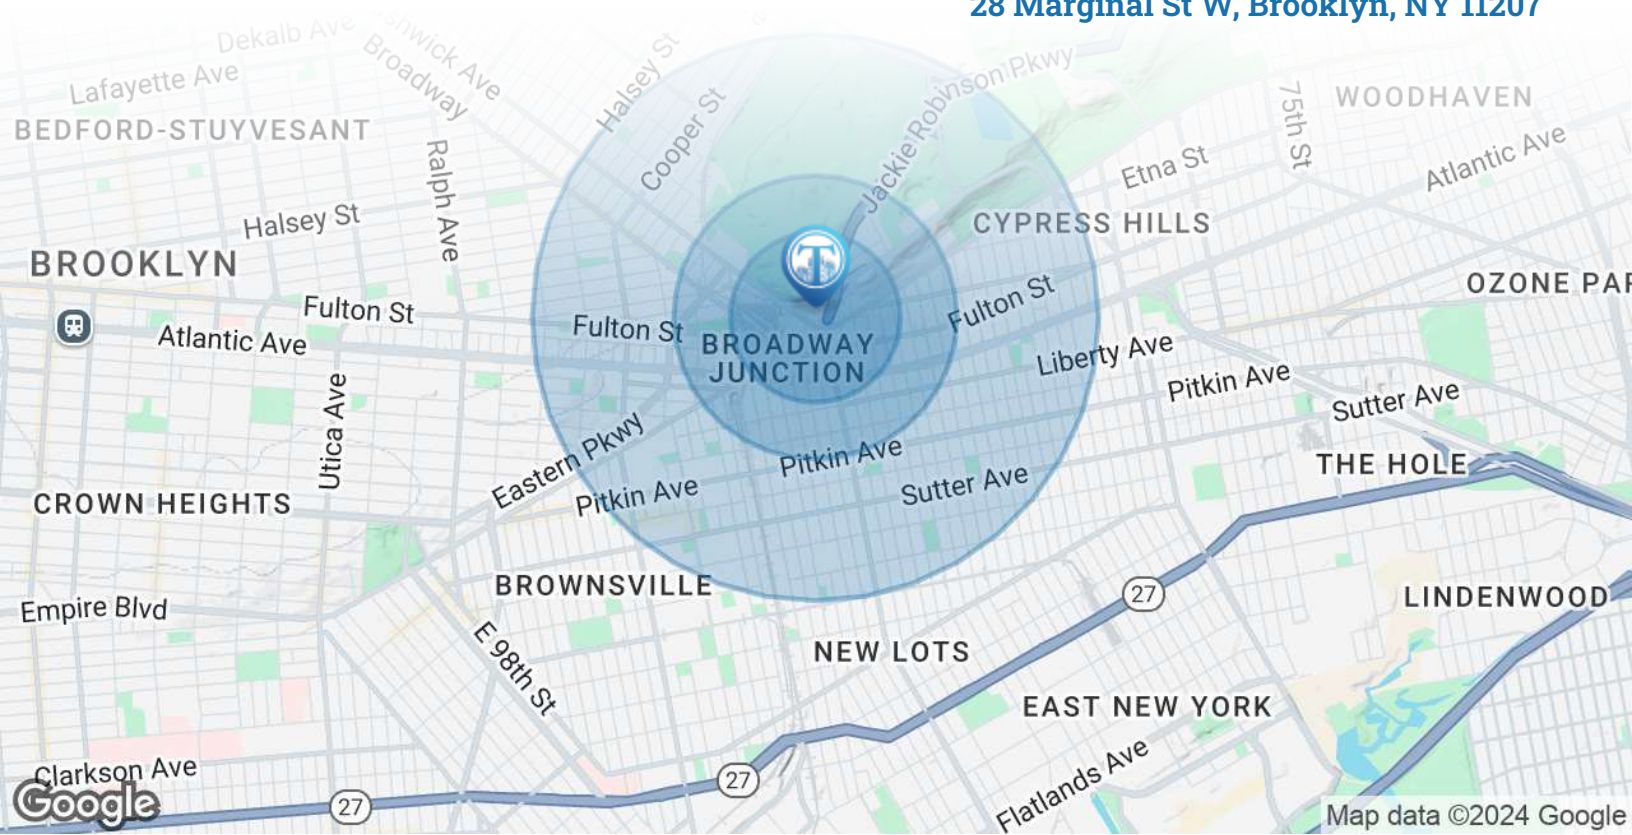 28 Marginal St W, Brooklyn, NY 11207
Dekalb Ave
shwick Ave
Broadway
Lafayette Ave
Halsey St
Cooper St
Jackie Robinson Pkwy
75th St
WOODHAVEN
BEDFORD-STUYVESANT
Ralph Ave
Etna St
Atlantic Ave
Halsey St
CYPRESS HILLS
BROOKLYN
T
OZONE PAR
Fulton St
Fulton St
Fulton St
Atlantic Ave
BROADWAY
JUNCTION
Liberty Ave
Pitkin Ave
Sutter Ave
Utica Ave
Eastern Pkwy
Pitkin Ave
Pitkin Ave
Sutter Ave
THE HOLE
CROWN HEIGHTS
BROWNSVILLE
27
LINDENWOOD
Empire Blvd
E 98th St
NEW LOTS
EAST NEW YORK
Clarkson Ave
27
27
Flatlands Ave
Google
Map data ©2024 Google